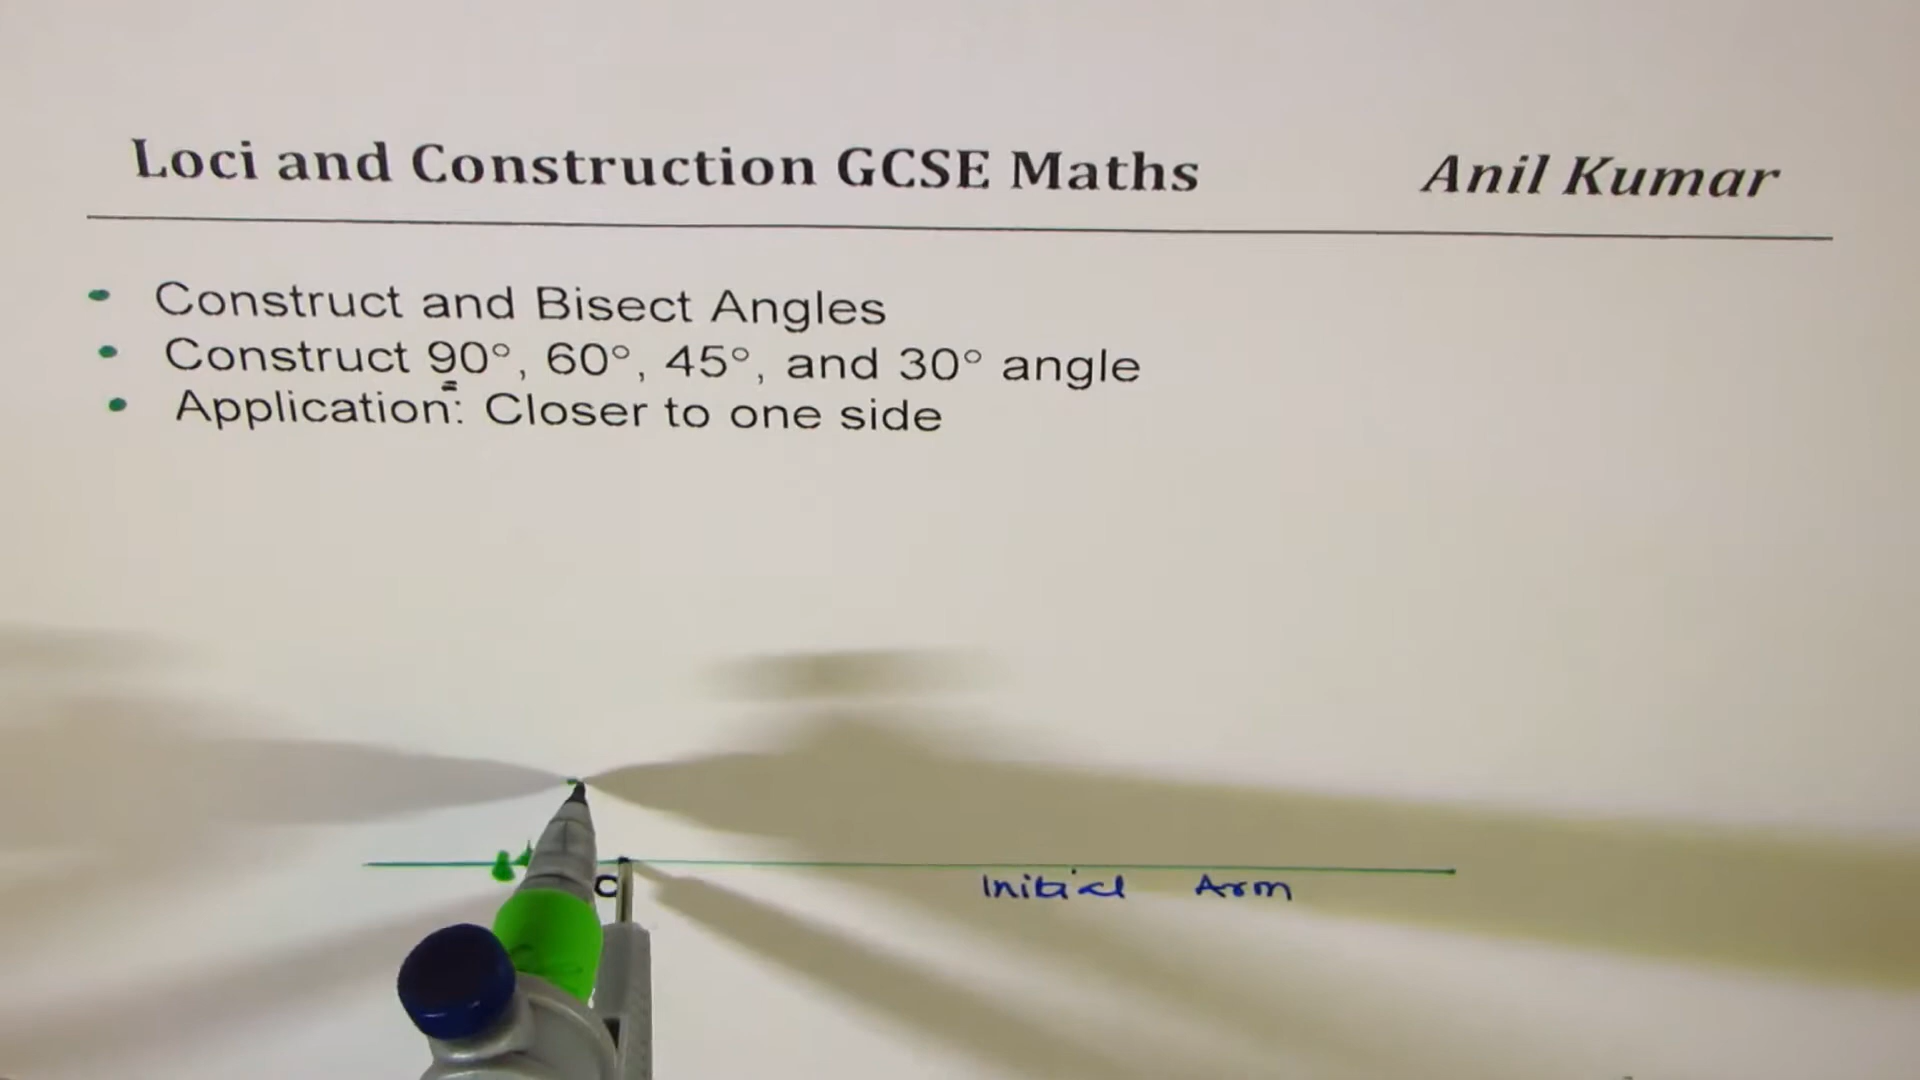 Loci and Construction GCSE Maths Anil Kumar
• Construct and Bisect Angles
• Construct 90°, 60°, 45°, and 30° angle
• Application: Closer to one side
O
Initial Arm